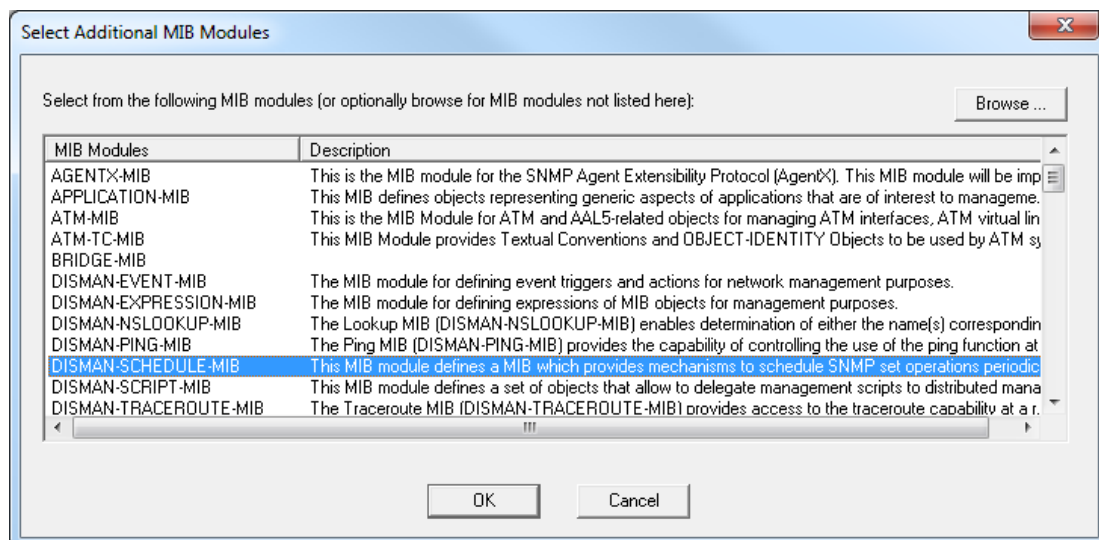 Select Additional MIB Modules
Select from the following MIB modules (or optionally browse for MIB modules not listed here):
Browse ...
MIB Modules Description
AGENTX-MIB This is the MIB module for the SNMP Agent Extensibility Protocol (AgentX). This MIB module will be imp
APPLICATION-MIB This MIB defines objects representing generic aspects of applications that are of interest to manageme.
ATM-MIB This is the MIB Module for ATM and AAL5-related objects for managing ATM interfaces, ATM virtual lin
ATM-TC-MIB This MIB Module provides Textual Conventions and OBJECT-IDENTITY Objects to be used by ATM sy
BRIDGE-MIB
DISMAN-EVENT-MIB The MIB module for defining event triggers and actions for network management purposes.
DISMAN-EXPRESSION-MIB The MIB module for defining expressions of MIB objects for management purposes.
DISMAN-NSLOOKUP-MIB The Lookup MIB (DISMAN-NSLOOKUP-MIB) enables determination of either the name(s) correspondin
DISMAN-PING-MIB The Ping MIB (DISMAN-PING-MIB) provides the capability of controlling the use of the ping function at
DISMAN-SCHEDULE-MIB This MIB module defines a MIB which provides mechanisms to schedule SNMP set operations periodic
DISMAN-SCRIPT-MIB This MIB module defines a set of objects that allow to delegate management scripts to distributed mana
DISMAN-TRACEROUTE-MIB The Traceroute MIB (DISMAN-TRACEROUTE-MIB) provides access to the traceroute capability at a r.
OK Cancel